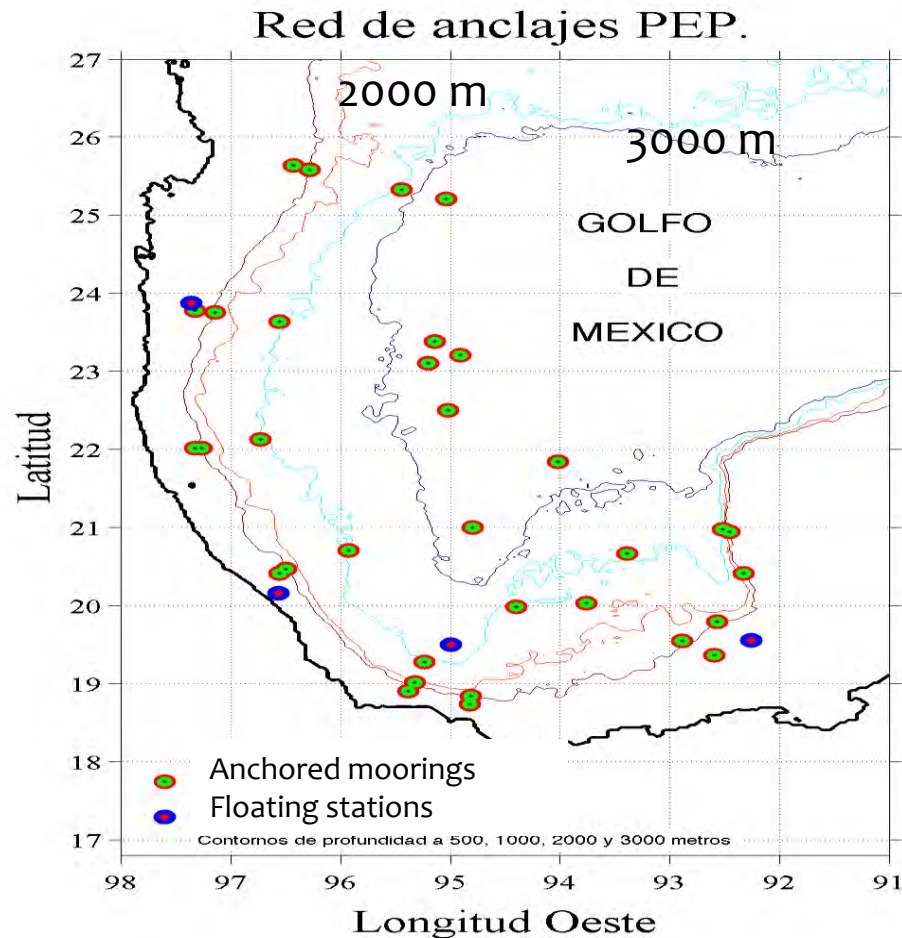 Red de anclajes PEP.
27
26
25
24
23
22
21
20
19
18
17
Latitud
2000 m
3000 m
GOLFO
DE
MEXICO
Anchored moorings
Floating stations
Contornos de profundidad a 500, 1000, 2000 y 3000 metros
98 97 96 95 94 93 92 91
Longitud Oeste